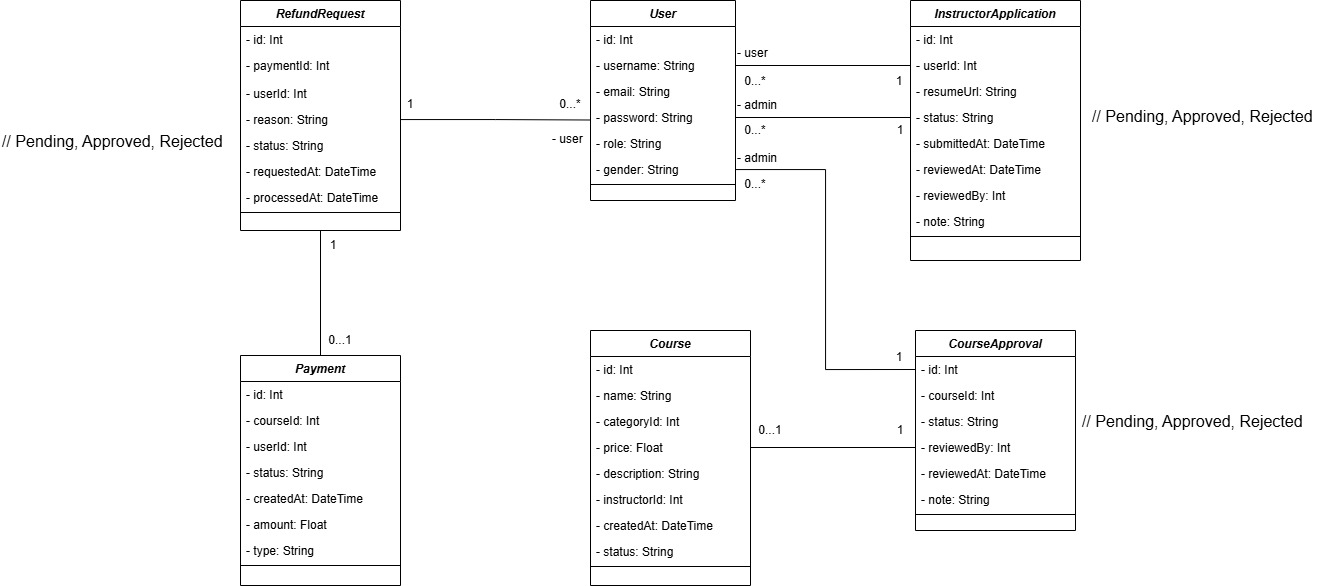 RefundRequest
- id: Int
- paymentId: Int
- userId: Int
- reason: String
- status: String
- requestedAt: DateTime
- processedAt: DateTime
// Pending, Approved, Rejected
1
0...*
- user
User
- id: Int
- username: String
- email: String
- password: String
- role: String
- gender: String
- user
0...*
1
- admin
0...*
1
- admin
0...*
InstructorApplication
- id: Int
- userId: Int
- resumeUrl: String
- status: String
- submittedAt: DateTime
- reviewedAt: DateTime
- reviewedBy: Int
- note: String
// Pending, Approved, Rejected
1
0...1
Payment
- id: Int
- courseId: Int
- userId: Int
- status: String
- createdAt: DateTime
- amount: Float
- type: String
Course
- id: Int
- name: String
- categoryId: Int
- price: Float
- description: String
- instructorId: Int
- createdAt: DateTime
- status: String
0...1
1
1
CourseApproval
- id: Int
- courseId: Int
- status: String
- reviewedBy: Int
- reviewedAt: DateTime
- note: String
// Pending, Approved, Rejected